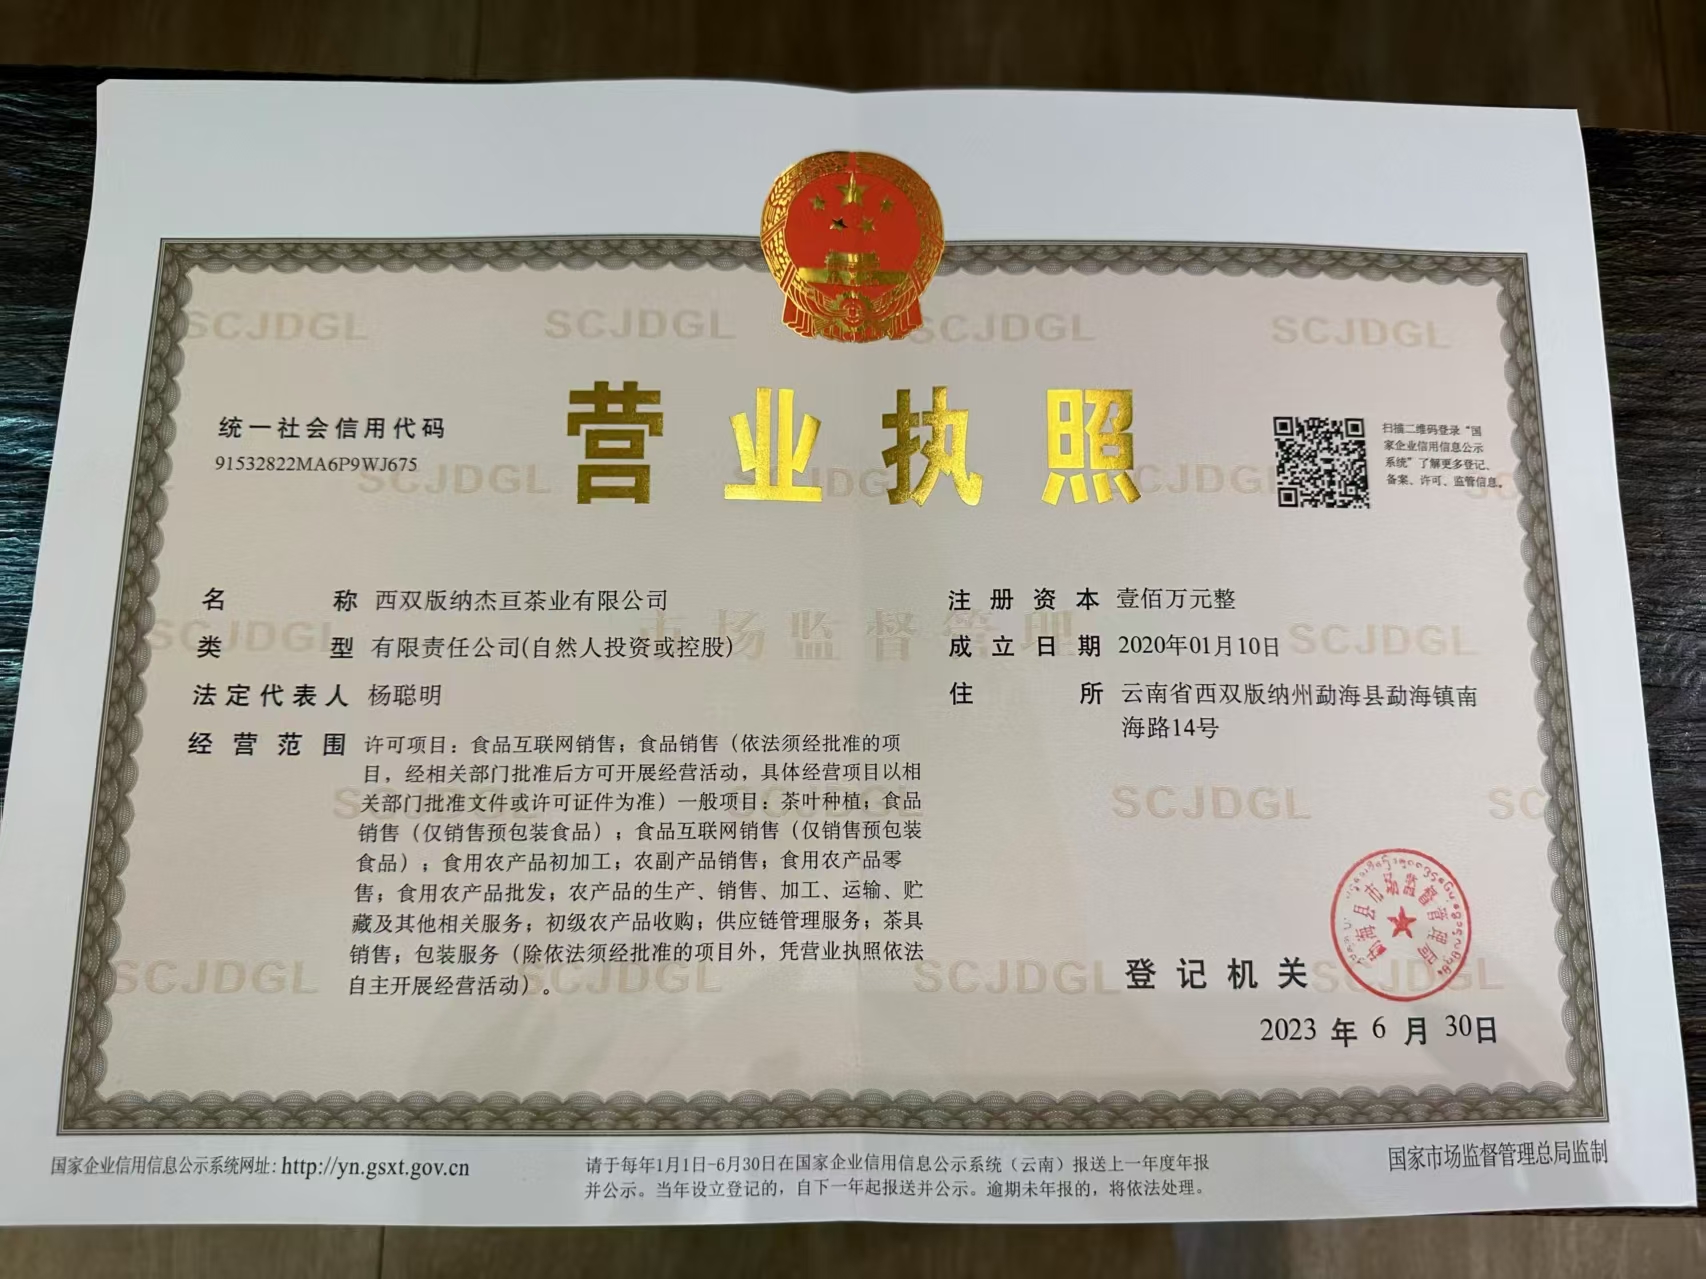 营业执照
统一社会信用代码
91532822MA6P9WJ675
扫描二维码登录“国
家企业信用信息公示
系统”了解更多登记、
备案、许可、监管信息。
名称 西双版纳杰亘茶业有限公司
类型 有限责任公司(自然人投资或控股)
法定代表人 杨聪明
经营范围 许可项目：食品互联网销售；食品销售（依法须经批准的项
目，经相关部门批准后方可开展经营活动，具体经营项目以相
关部门批准文件或许可证件为准）一般项目：茶叶种植；食品
销售（仅销售预包装食品）；食品互联网销售（仅销售预包装
食品）；食用农产品初加工；农副产品销售；食用农产品零
售；食用农产品批发；农产品的生产、销售、加工、运输、贮
藏及其他相关服务；初级农产品收购；供应链管理服务；茶具
销售；包装服务（除依法须经批准的项目外，凭营业执照依法
自主开展经营活动）。
注册资本 壹佰万元整
成立日期 2020年01月10日
住所 云南省西双版纳州勐海县勐海镇南
海路14号
勐海县市场监督管理局
登记机关
2023 年 6 月 30日
国家企业信用信息公示系统网址：http://yn.gsxt.gov.cn
请于每年1月1日-6月30日在国家企业信用信息公示系统（云南）报送上一年度年报
并公示。当年设立登记的，自下一年起报送并公示。逾期未年报的，将依法处理。
国家市场监督管理总局监制
SCJDGL
市场监督管理